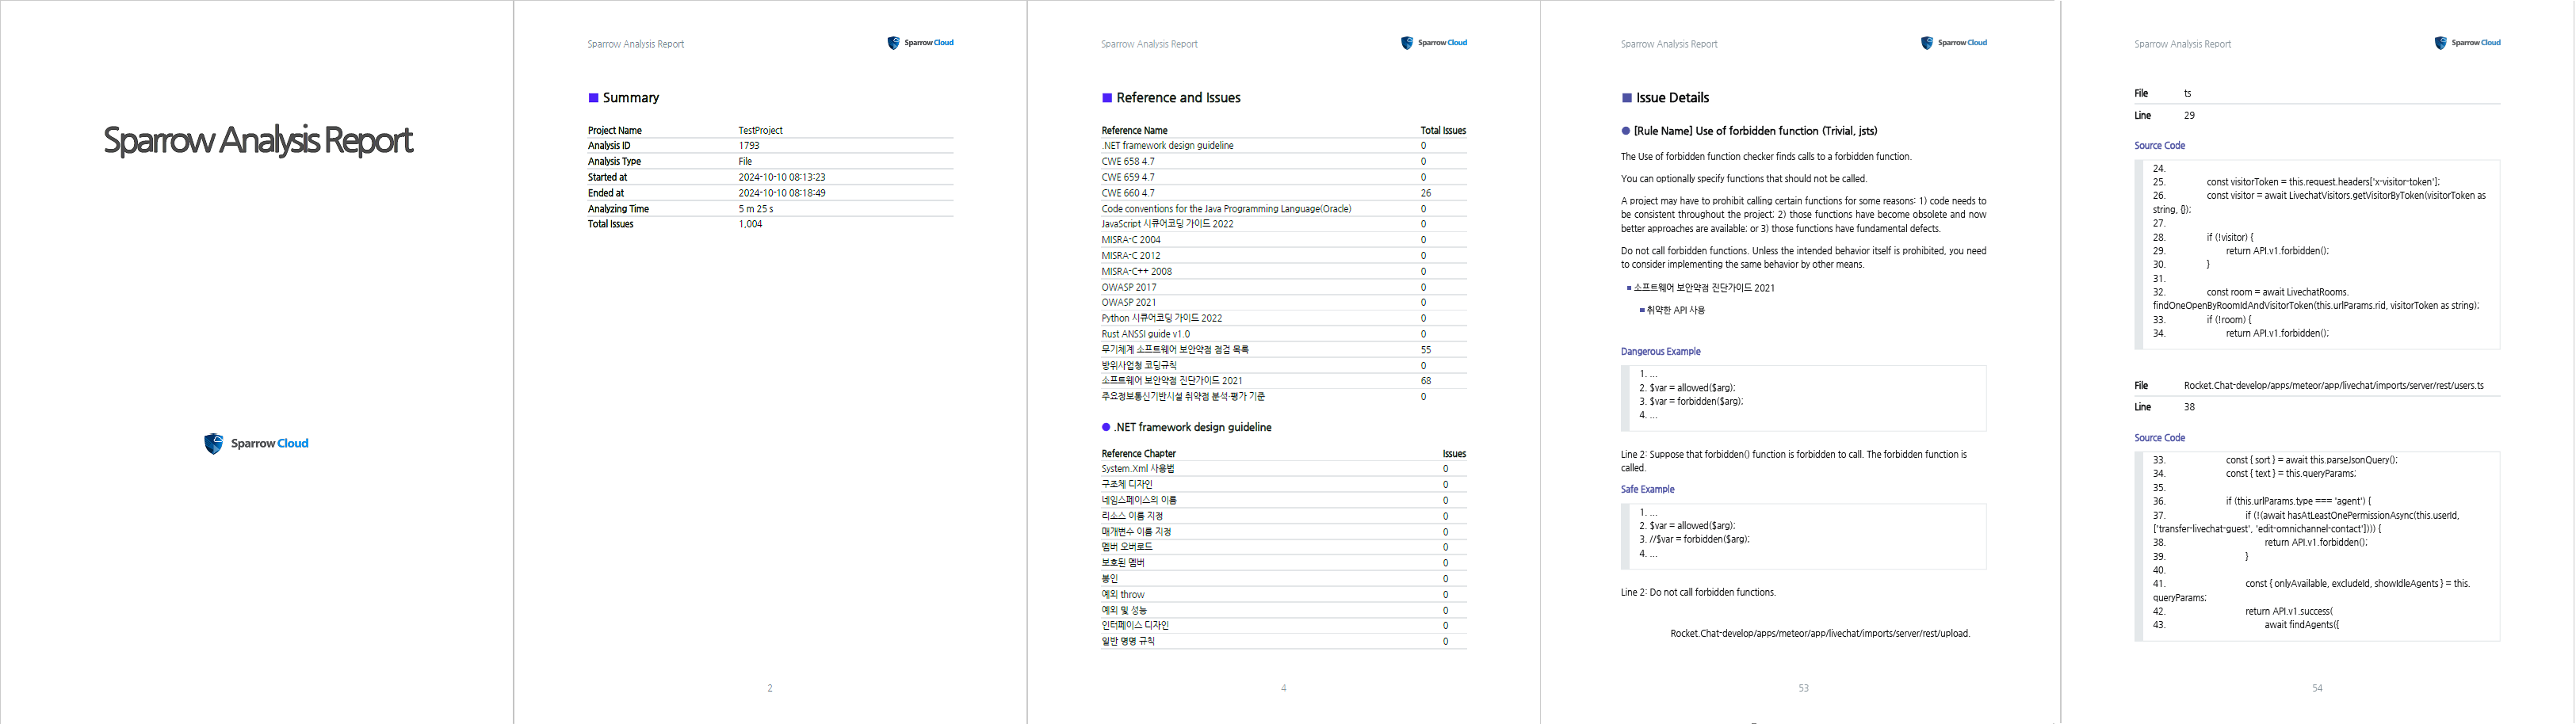 Sparrow Analysis Report
Sparrow Cloud
Sparrow Analysis Report
Sparrow Cloud
Summary
Project Name TestProject
Analysis ID 1793
Analysis Type File
Started at 2024-10-10 08:13:23
Ended at 2024-10-10 08:18:49
Analyzing Time 5 m 25 s
Total Issues 1,004
2
Sparrow Analysis Report
Sparrow Cloud
Reference and Issues
Reference Name Total Issues
.NET framework design guideline 0
CWE 658 4.7 0
CWE 659 4.7 0
CWE 660 4.7 26
Code conventions for the Java Programming Language(Oracle) 0
JavaScript 시큐어코딩 가이드 2022 0
MISRA-C 2004 0
MISRA-C 2012 0
MISRA-C++ 2008 0
OWASP 2017 0
OWASP 2021 0
Python 시큐어코딩 가이드 2022 0
Rust ANSSI guide v1.0 0
무기체계 소프트웨어 보안약점 점검 목록 55
방위사업청 코딩규칙 0
소프트웨어 보안약점 진단가이드 2021 68
주요정보통신기반시설 취약점 분석·평가 기준 0
.NET framework design guideline
Reference Chapter Issues
System.Xml 사용법 0
구조체 디자인 0
네임스페이스의 이름 0
리소스 이름 지정 0
매개변수 이름 지정 0
멤버 오버로드 0
보호된 멤버 0
봉인 0
예외 throw 0
예외 및 성능 0
인터페이스 디자인 0
일반 명명 규칙 0
4
Sparrow Analysis Report
Sparrow Cloud
Issue Details
[Rule Name] Use of forbidden function (Trivial, jsts)
The Use of forbidden function checker finds calls to a forbidden function.
You can optionally specify functions that should not be called.
A project may have to prohibit calling certain functions for some reasons: 1) code needs to
be consistent throughout the project; 2) those functions have become obsolete and now
better approaches are available; or 3) those functions have fundamental defects.
Do not call forbidden functions. Unless the intended behavior itself is prohibited, you need
to consider implementing the same behavior by other means.
소프트웨어 보안약점 진단가이드 2021
취약한 API 사용
Dangerous Example
1. ...
2. $var = allowed($arg);
3. $var = forbidden($arg);
4. ...
Line 2: Suppose that forbidden() function is forbidden to call. The forbidden function is
called.
Safe Example
1. ...
2. $var = allowed($arg);
3. //$var = forbidden($arg);
4. ...
Line 2: Do not call forbidden functions.
Rocket.Chat-develop/apps/meteor/app/livechat/imports/server/rest/upload.
53
Sparrow Analysis Report
Sparrow Cloud
File ts
Line 29
Source Code
24.
25. const visitorToken = this.request.headers['x-visitor-token'];
26. const visitor = await LivechatVisitors.getVisitorByToken(visitorToken as
string, {});
27.
28. if (!visitor) {
29. return API.v1.forbidden();
30. }
31.
32. const room = await LivechatRooms.
findOneOpenByRoomIdAndVisitorToken(this.urlParams.rid, visitorToken as string);
33. if (!room) {
34. return API.v1.forbidden();
File Rocket.Chat-develop/apps/meteor/app/livechat/imports/server/rest/users.ts
Line 38
Source Code
33. const { sort } = await this.parseJsonQuery();
34. const { text } = this.queryParams;
35.
36. if (this.urlParams.type === 'agent') {
37. if (!(await hasAtLeastOnePermissionAsync(this.userId,
['transfer-livechat-guest', 'edit-omnichannel-contact']))) {
38. return API.v1.forbidden();
39. }
40.
41. const { onlyAvailable, excludeId, showIdleAgents } = this.
queryParams;
42. return API.v1.success(
43. await findAgents({
54